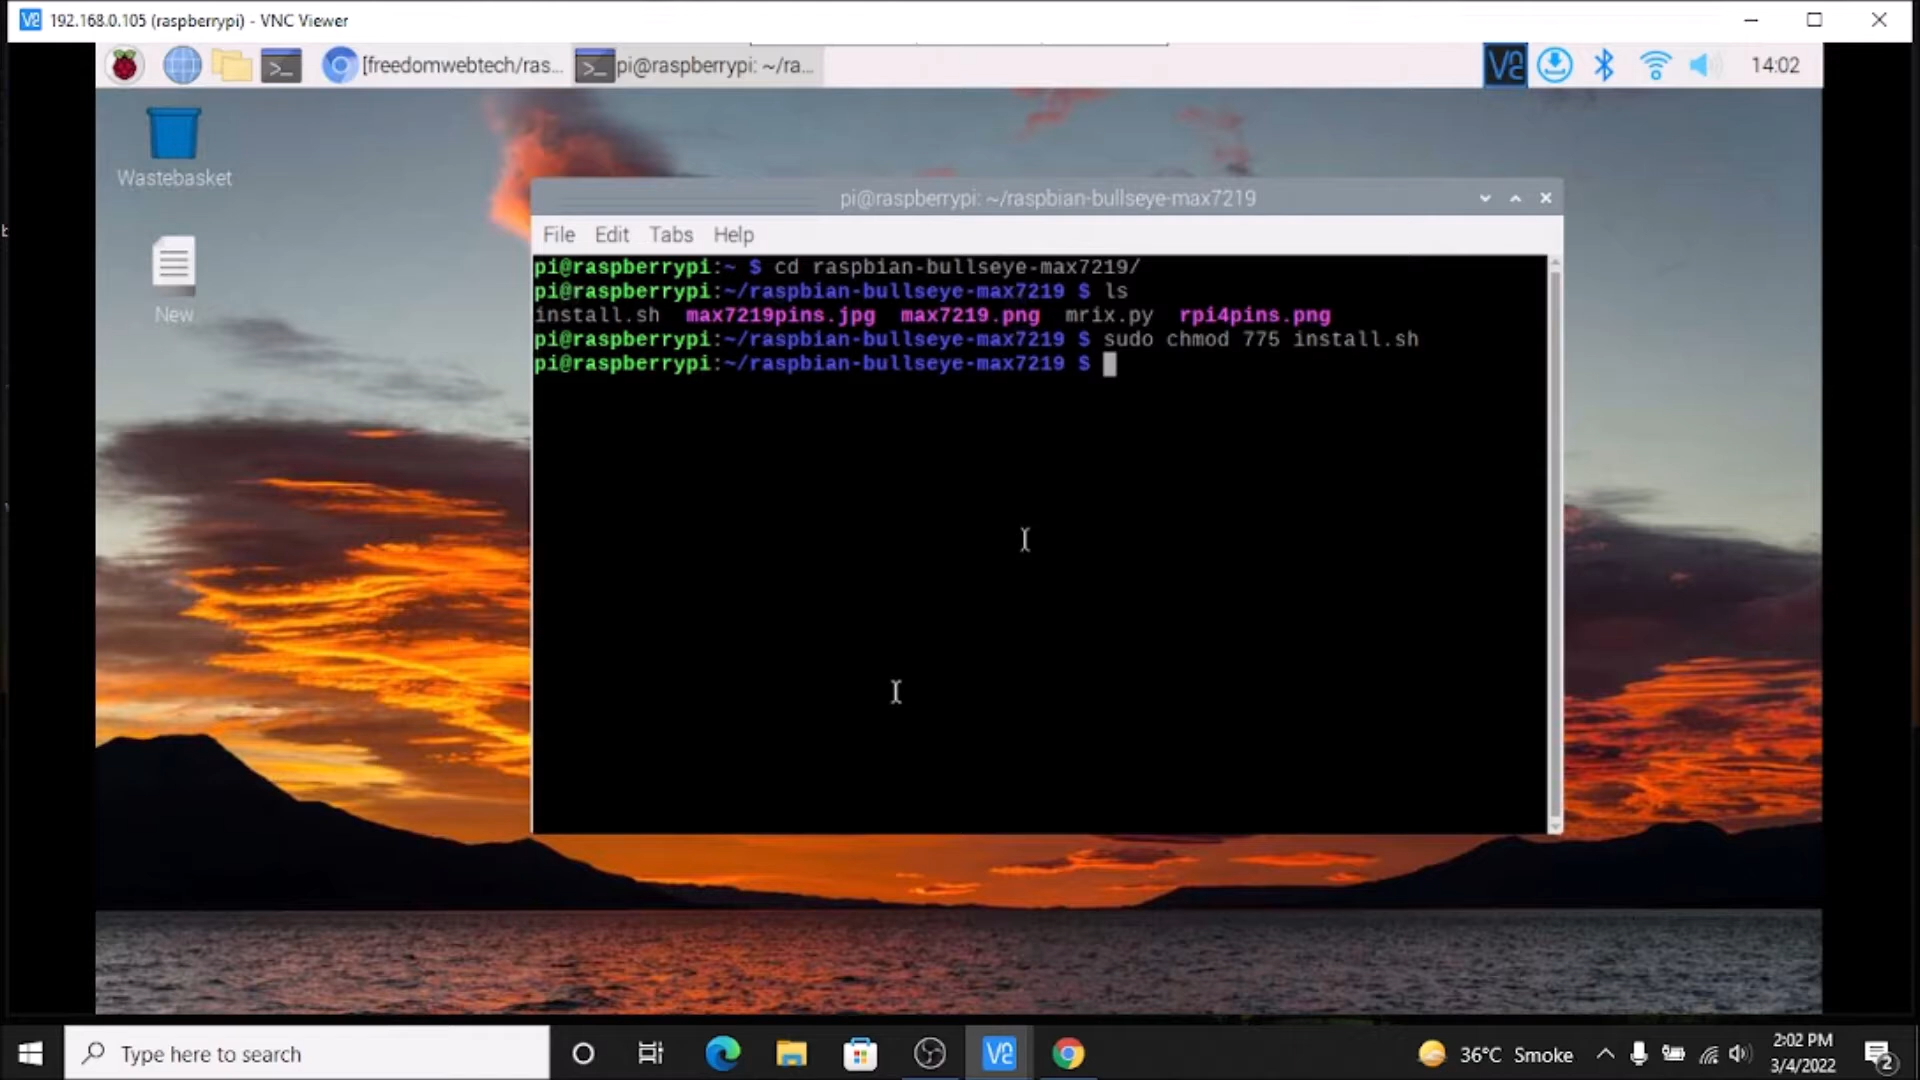 192.168.0.105 (raspberrypi) - VNC Viewer
[freedomwebtech/ras...
pi@raspberrypi: ~/ra...
14:02
Wastebasket
New
pi@raspberrypi: ~/raspbian-bullseye-max7219
File Edit Tabs Help
pi@raspberrypi:~ $ cd raspbian-bullseye-max7219/
pi@raspberrypi:~/raspbian-bullseye-max7219 $ ls
install.sh max7219pins.jpg max7219.png mrix.py rpi4pins.png
pi@raspberrypi:~/raspbian-bullseye-max7219 $ sudo chmod 775 install.sh
pi@raspberrypi:~/raspbian-bullseye-max7219 $
Type here to search
36°C Smoke
2:02 PM
3/4/2022
2